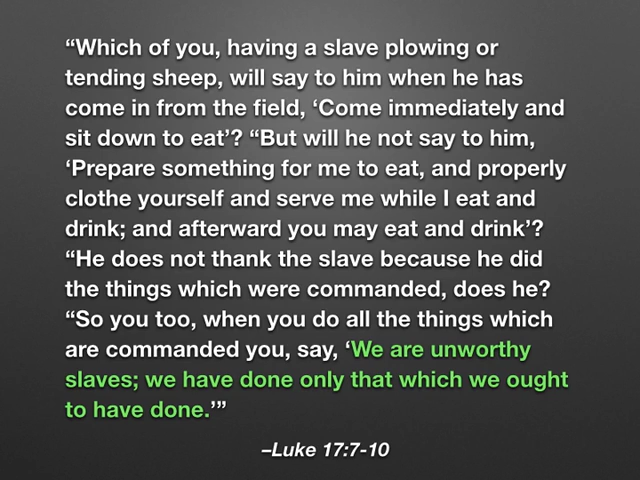 “Which of you, having a slave plowing or
tending sheep, will say to him when he has
come in from the field, ‘Come immediately and
sit down to eat’? “But will he not say to him,
‘Prepare something for me to eat, and properly
clothe yourself and serve me while I eat and
drink; and afterward you may eat and drink’?
“He does not thank the slave because he did
the things which were commanded, does he?
“So you too, when you do all the things which
are commanded you, say, ‘We are unworthy
slaves; we have done only that which we ought
to have done.’”
–Luke 17:7-10